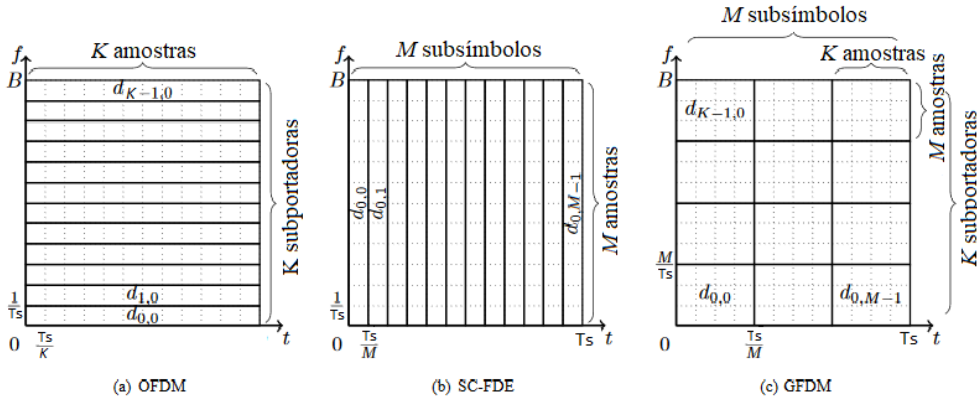 K amostras
f
B
d_{K−1,0}
d_{1,0}
d_{0,0}
1/Ts
0
Ts/K
t
K subportadoras
(a) OFDM
M subsímbolos
f
B
d_{0,0}
d_{0,1}
d_{0,M−1}
1/Ts
0
Ts/M
Ts
t
M amostras
(b) SC-FDE
M subsímbolos
K amostras
f
B
d_{K−1,0}
M/Ts
d_{0,0}
d_{0,M−1}
0
Ts/M
Ts
t
M amostras
K subportadoras
(c) GFDM